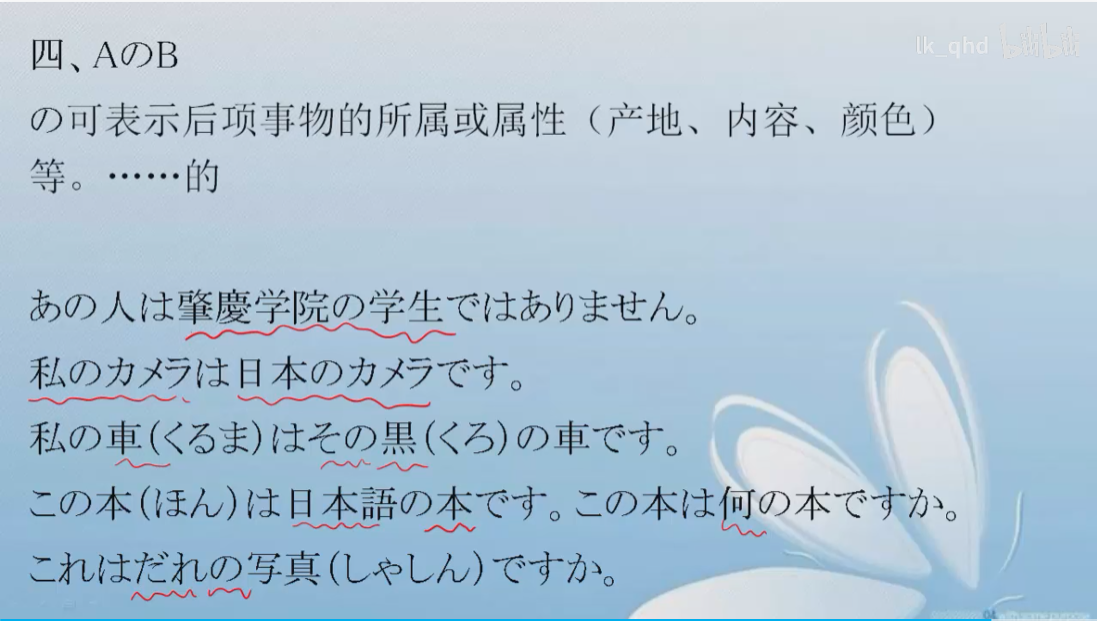 lk_qhd bilibili
四、AのB
の可表示后项事物的所属或属性（产地、内容、颜色）
等。……的
あの人は肇慶学院の学生ではありません。
私のカメラは日本のカメラです。
私の車(くるま)はその黒(くろ)の車です。
この本(ほん)は日本語の本です。この本は何の本ですか。
これはだれの写真(しゃしん)ですか。